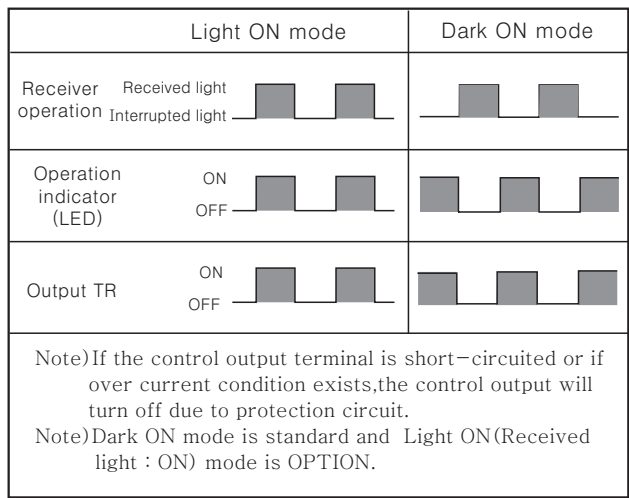 Light ON mode
Dark ON mode
Receiver
operation
Received light
Interrupted light
Operation
indicator
(LED)
ON
OFF
Output TR
ON
OFF
Note)If the control output terminal is short-circuited or if
over current condition exists,the control output will
turn off due to protection circuit.
Note)Dark ON mode is standard and Light ON(Received
light : ON) mode is OPTION.